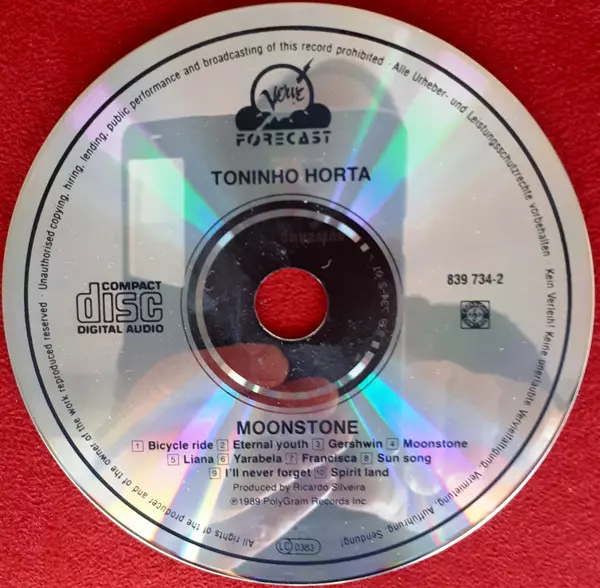 Verve
FORECAST
TONINHO HORTA
COMPACT
disc
DIGITAL AUDIO
839 734-2
MOONSTONE
1 Bicycle ride 2 Eternal youth 3 Gershwin 4 Moonstone
5 Liana 6 Yarabela 7 Francisca 8 Sun song
9 I'll never forget 10 Spirit land
Produced by Ricardo Silveira
℗1989 PolyGram Records Inc.
LC 0383
All rights of the producer and of the owner of the work reproduced reserved · Unauthorised copying, hiring, lending, public performance and broadcasting of this record prohibited · Alle Urheber- und Leistungsschutzrechte vorbehalten · Kein Verleih! Keine unerlaubte Vervielfältigung, Vermietung, Aufführung, Sendung!